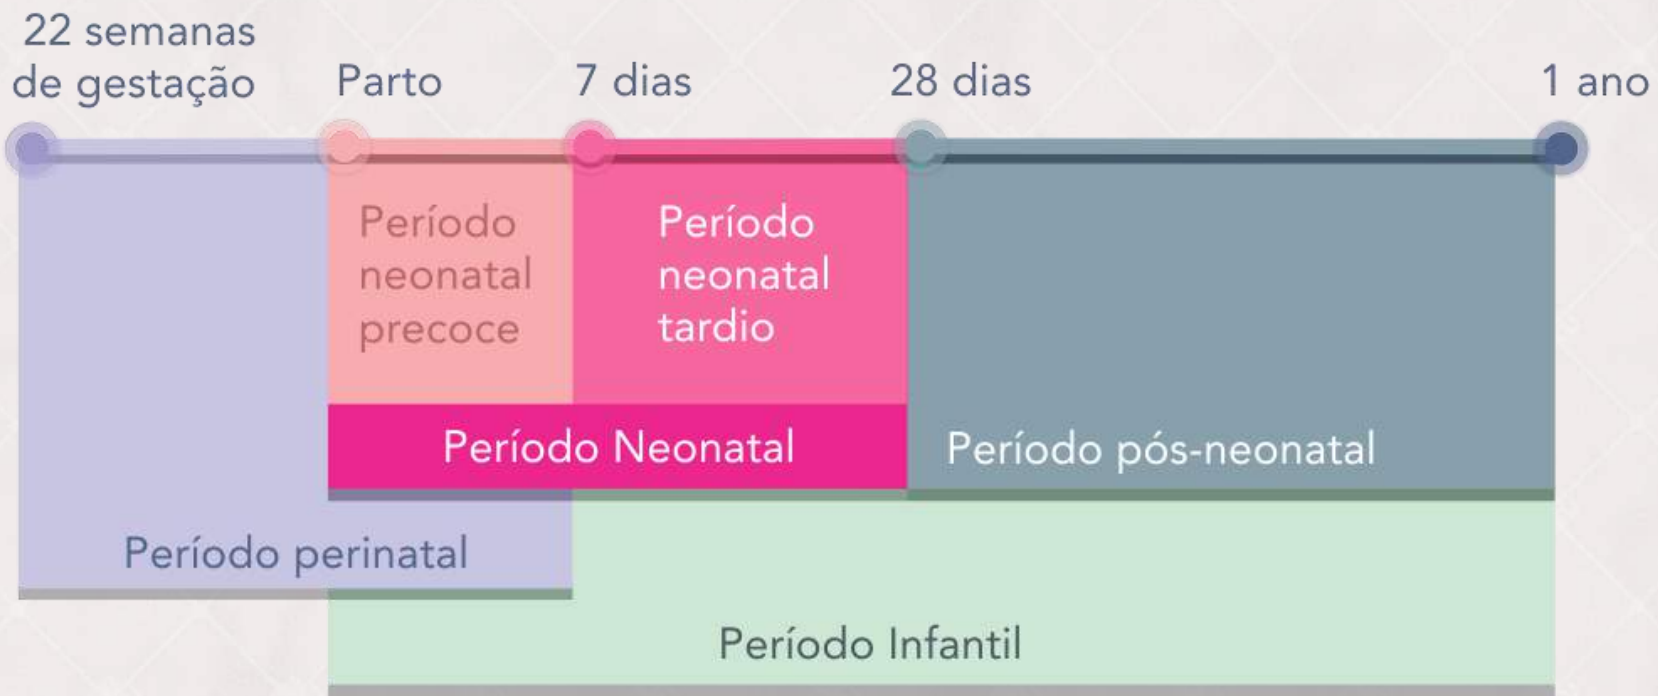 22 semanas
de gestação
Parto
7 dias
28 dias
1 ano
Período
neonatal
precoce
Período
neonatal
tardio
Período Neonatal
Período pós-neonatal
Período perinatal
Período Infantil